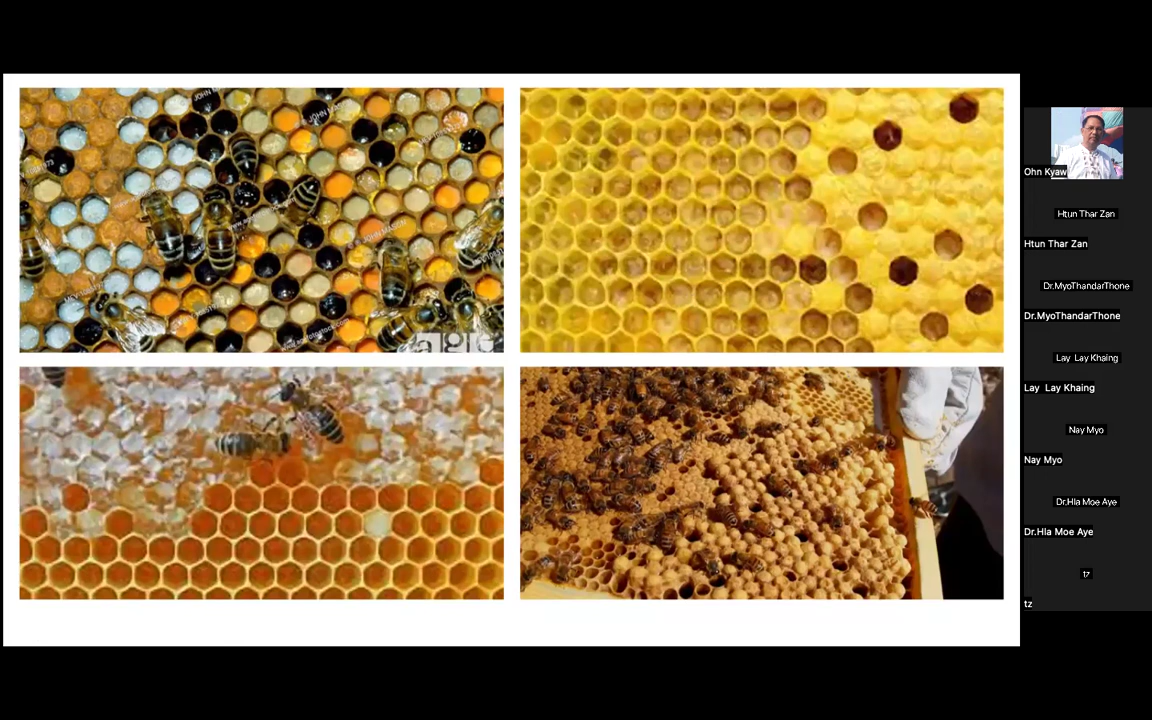 Ohn Kyaw
Htun Thar Zan
Htun Thar Zan
Dr.MyoThandarThone
Dr.MyoThandarThone
Lay Lay Khaing
Lay Lay Khaing
Nay Myo
Nay Myo
Dr.Hla Moe Aye
Dr.Hla Moe Aye
tz
tz